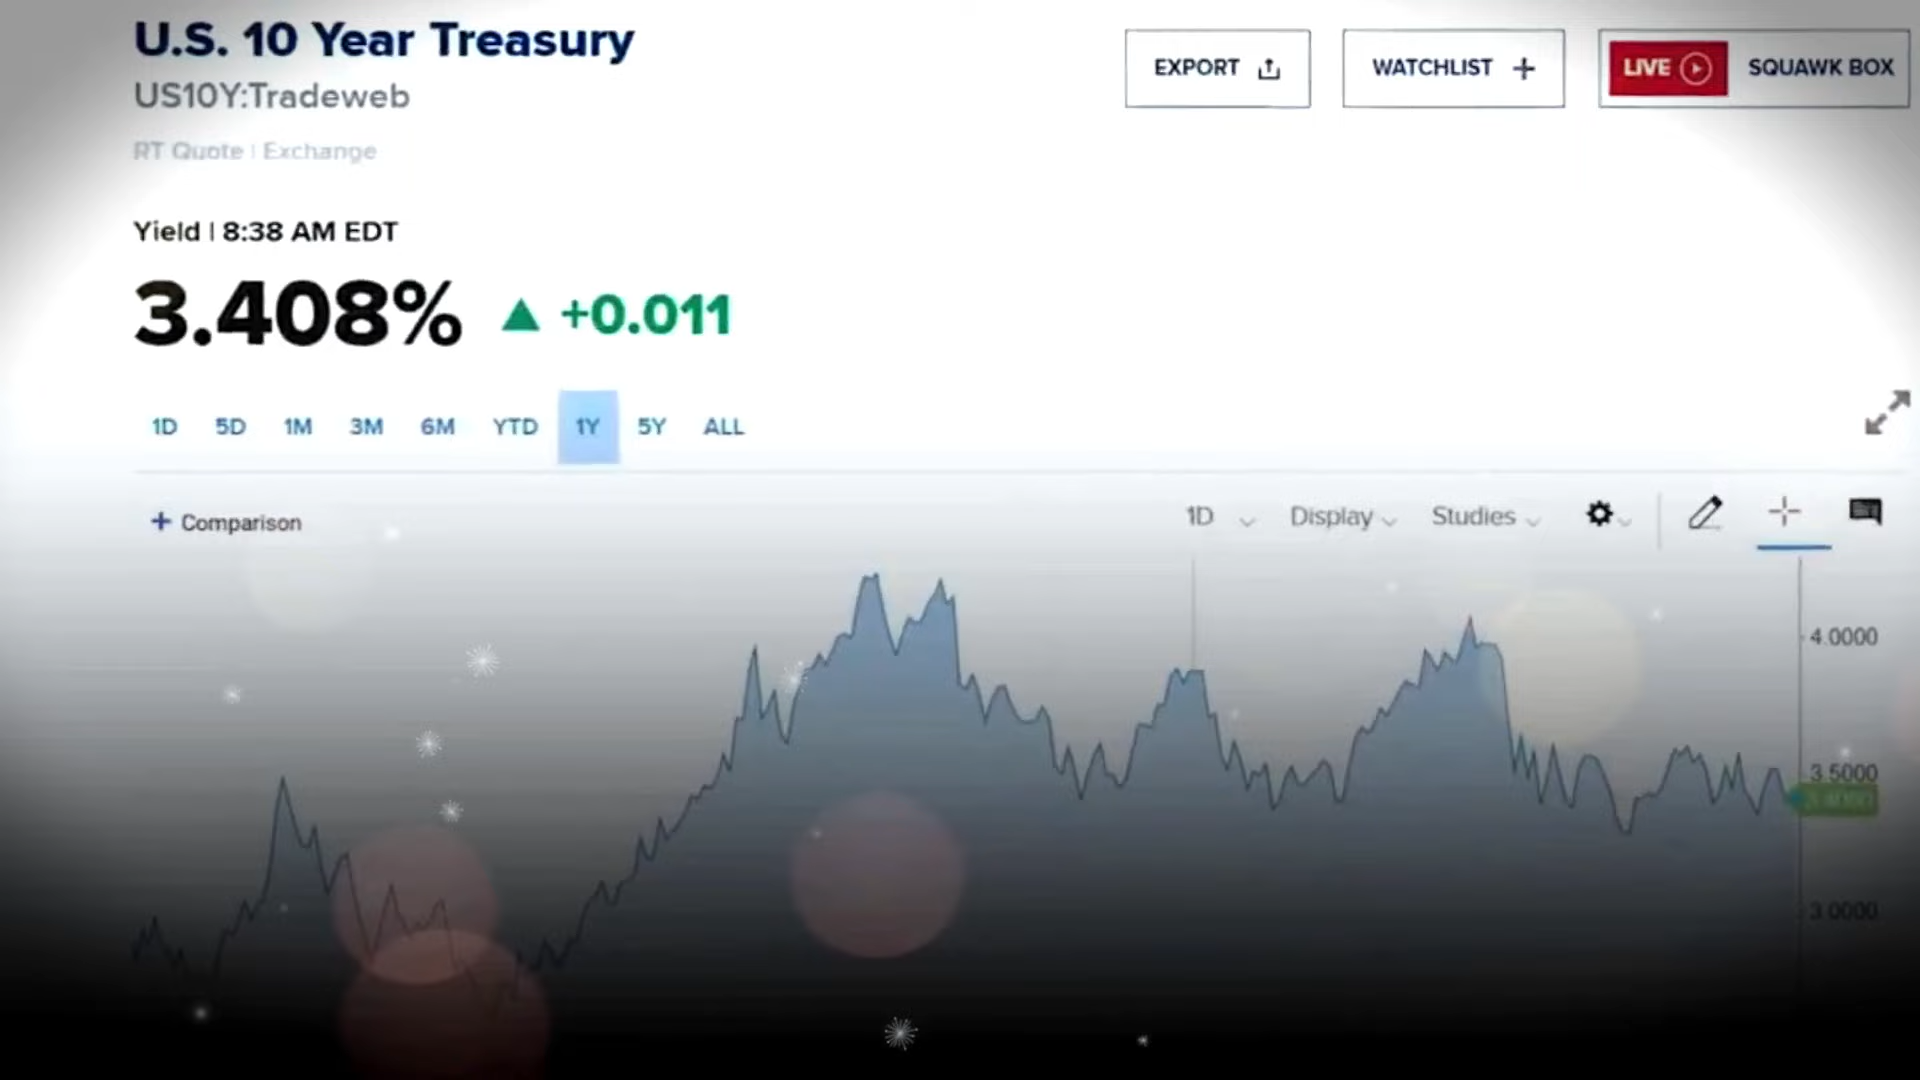 U.S. 10 Year Treasury
US10Y:Tradeweb
RT Quote | Exchange
EXPORT
WATCHLIST +
LIVE SQUAWK BOX
Yield | 8:38 AM EDT
3.408% ▲ +0.011
1D 5D 1M 3M 6M YTD 1Y 5Y ALL
+ Comparison
1D Display Studies
4.0000
3.5000
3.0000